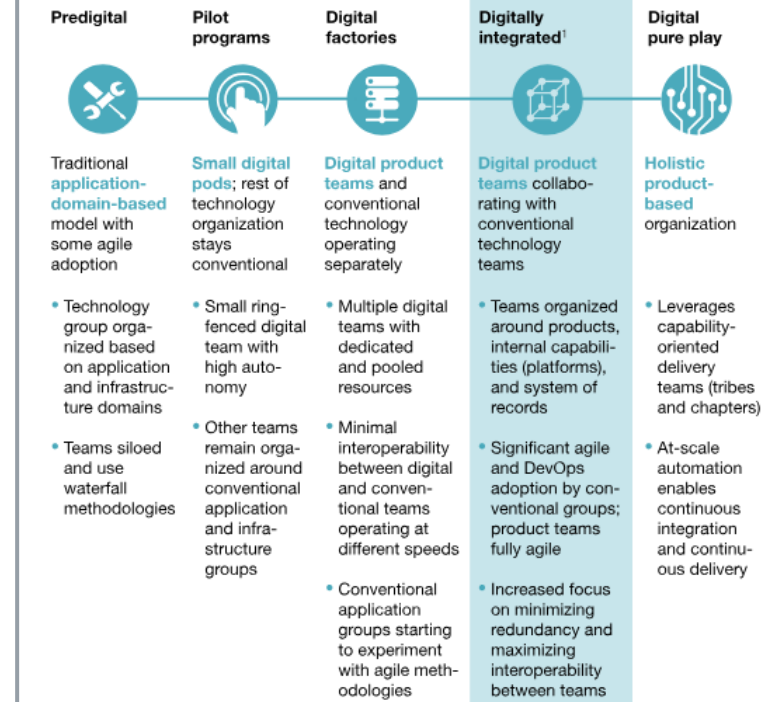 Predigital
Pilot
programs
Digital
factories
Digitally
integrated¹
Digital
pure play
Traditional
application-
domain-based
model with
some agile
adoption
• Technology
group orga-
nized based
on application
and infrastruc-
ture domains
• Teams siloed
and use
waterfall
methodologies
Small digital
pods; rest of
technology
organization
stays
conventional
• Small ring-
fenced digital
team with
high auto-
nomy
• Other teams
remain orga-
nized around
conventional
application
and infra-
structure
groups
Digital product
teams and
conventional
technology
operating
separately
• Multiple digital
teams with
dedicated
and pooled
resources
• Minimal
interoperability
between digital
and conven-
tional teams
operating at
different speeds
• Conventional
application
groups starting
to experiment
with agile meth-
odologies
Digital product
teams collabo-
rating with
conventional
technology
teams
• Teams organized
around products,
internal capabili-
ties (platforms),
and system of
records
• Significant agile
and DevOps
adoption by con-
ventional groups;
product teams
fully agile
• Increased focus
on minimizing
redundancy and
maximizing
interoperability
between teams
Holistic
product-
based
organization
• Leverages
capability-
oriented
delivery
teams (tribes
and chapters)
• At-scale
automation
enables
continuous
integration
and continu-
ous delivery